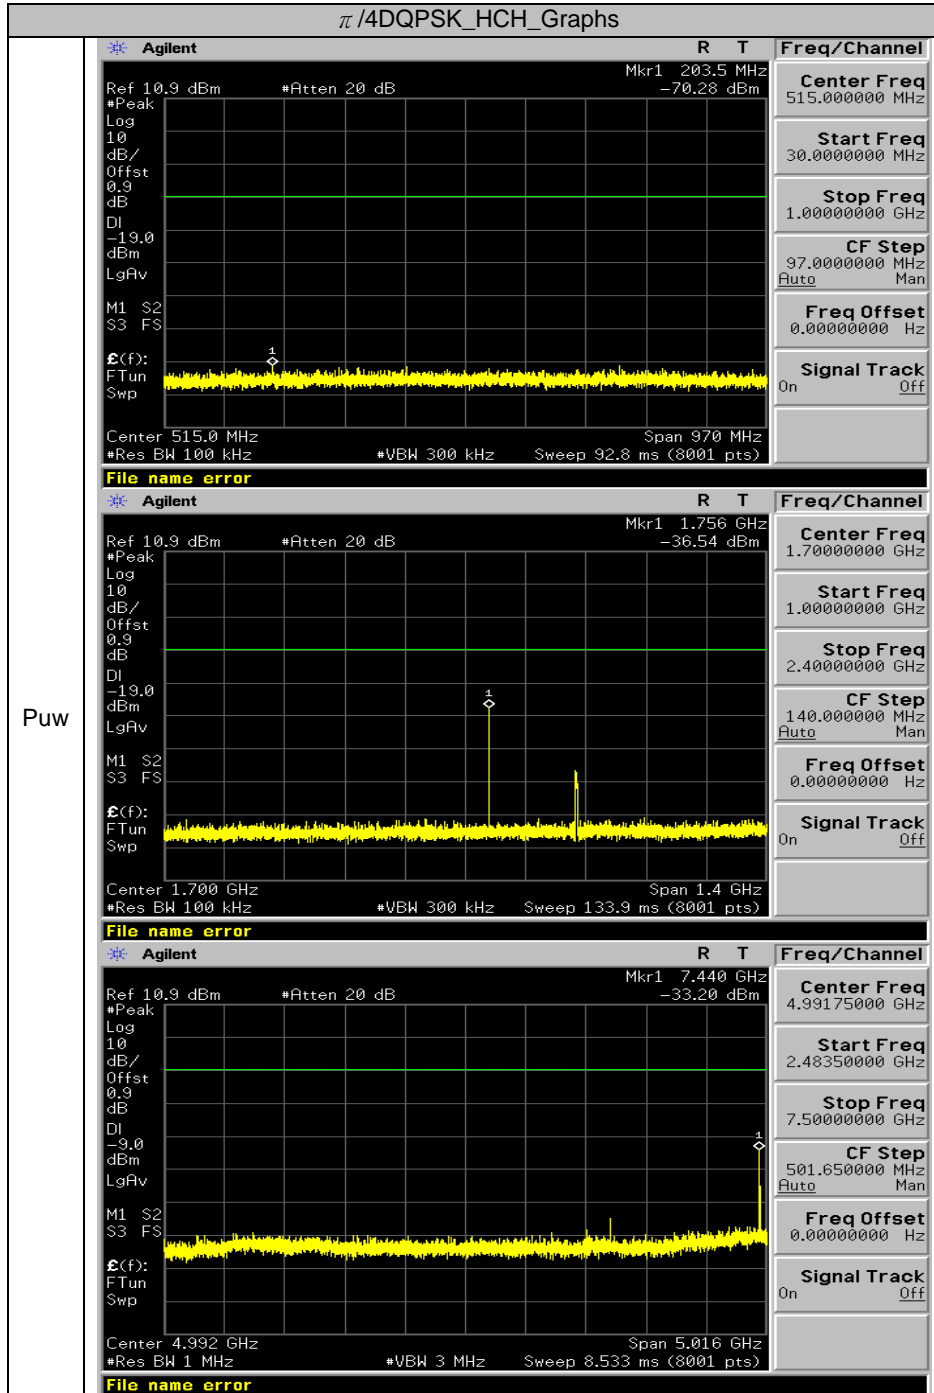 π/4DQPSK_HCH_Graphs
Puw
Agilent R T Freq/Channel
Mkr1 203.5 MHz
Ref 10.9 dBm #Atten 20 dB -70.28 dBm
#Peak
Log
10
dB/
Offst
0.9
dB
DI
-19.0
dBm
LgAv
M1 S2
S3 FS
£(f):
FTun
Swp
1
Center 515.0 MHz Span 970 MHz
#Res BW 100 kHz #VBW 300 kHz Sweep 92.8 ms (8001 pts)
File name error
Center Freq
515.000000 MHz
Start Freq
30.0000000 MHz
Stop Freq
1.00000000 GHz
CF Step
97.0000000 MHz
Auto Man
Freq Offset
0.00000000 Hz
Signal Track
On Off
Agilent R T Freq/Channel
Mkr1 1.756 GHz
Ref 10.9 dBm #Atten 20 dB -36.54 dBm
#Peak
Log
10
dB/
Offst
0.9
dB
DI
-19.0
dBm
LgAv
M1 S2
S3 FS
£(f):
FTun
Swp
1
Center 1.700 GHz Span 1.4 GHz
#Res BW 100 kHz #VBW 300 kHz Sweep 133.9 ms (8001 pts)
File name error
Center Freq
1.70000000 GHz
Start Freq
1.00000000 GHz
Stop Freq
2.40000000 GHz
CF Step
140.000000 MHz
Auto Man
Freq Offset
0.00000000 Hz
Signal Track
On Off
Agilent R T Freq/Channel
Mkr1 7.440 GHz
Ref 10.9 dBm #Atten 20 dB -33.20 dBm
#Peak
Log
10
dB/
Offst
0.9
dB
DI
-9.0
dBm
LgAv
M1 S2
S3 FS
£(f):
FTun
Swp
1
Center 4.992 GHz Span 5.016 GHz
#Res BW 1 MHz #VBW 3 MHz Sweep 8.533 ms (8001 pts)
File name error
Center Freq
4.99175000 GHz
Start Freq
2.48350000 GHz
Stop Freq
7.50000000 GHz
CF Step
501.650000 MHz
Auto Man
Freq Offset
0.00000000 Hz
Signal Track
On Off